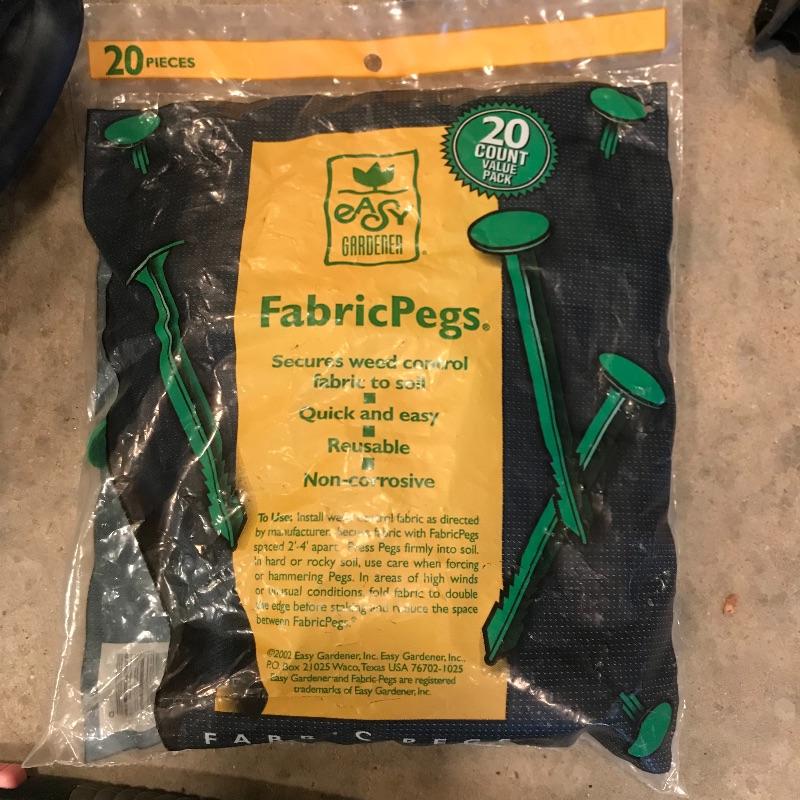 20 PIECES
20
COUNT
VALUE
PACK
eASy
GARDENER®
FabricPegs®
Secures weed control
fabric to soil
Quick and easy
Reusable
Non-corrosive
To Use: Install weed control fabric as directed
by manufacturer. Secure fabric with FabricPegs
spaced 2'-4' apart. Press Pegs firmly into soil.
In hard or rocky soil, use care when forcing
or hammering Pegs. In areas of high winds
or unusual conditions, fold fabric to double
the edge before staking and reduce the space
between FabricPegs.®
©2002 Easy Gardener, Inc. Easy Gardener, Inc.,
P.O. Box 21025 Waco, Texas USA 76702-1025
Easy Gardener and Fabric Pegs are registered
trademarks of Easy Gardener, Inc.
FABRIC PEGS